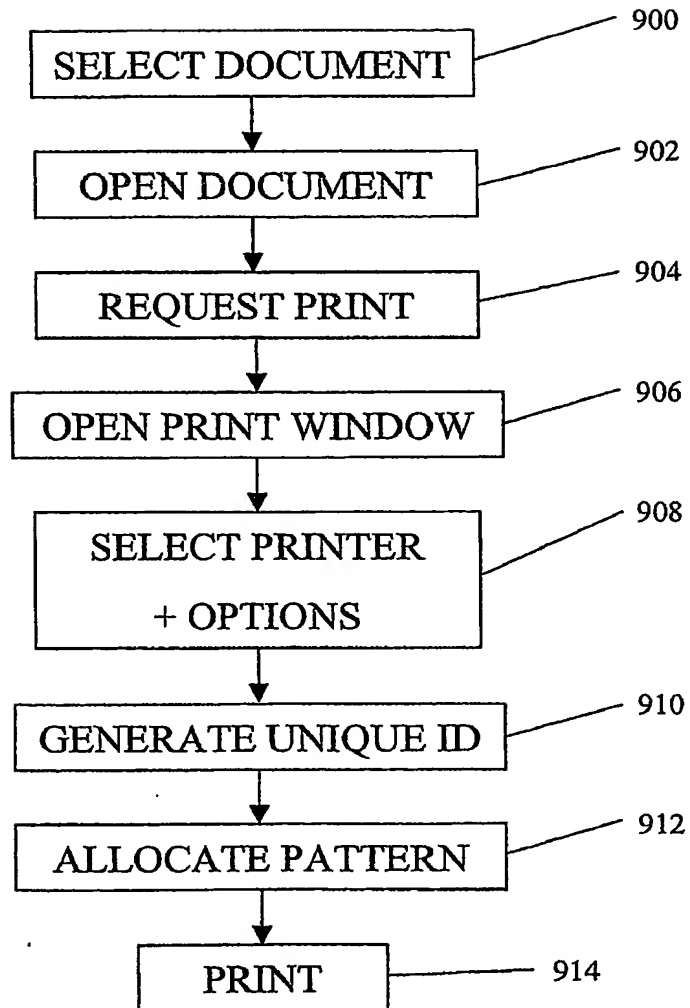 900
SELECT DOCUMENT
902
OPEN DOCUMENT
904
REQUEST PRINT
906
OPEN PRINT WINDOW
908
SELECT PRINTER
+ OPTIONS
910
GENERATE UNIQUE ID
912
ALLOCATE PATTERN
PRINT
914